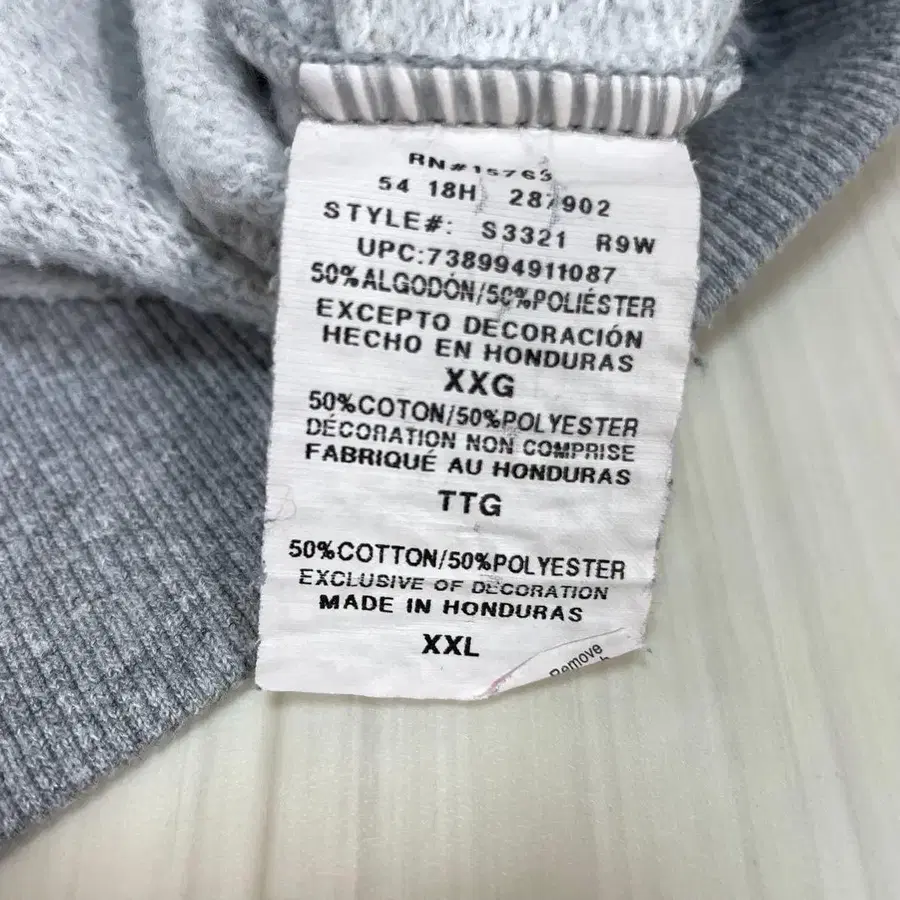 RN#15763
54 18H 287902
STYLE#: S3321 R9W
UPC:738994911087
50%ALGODÓN/50%POLIÉSTER
EXCEPTO DECORACIÓN
HECHO EN HONDURAS
XXG
50%COTON/50%POLYESTER
DÉCORATION NON COMPRISE
FABRIQUÉ AU HONDURAS
TTG
50%COTTON/50%POLYESTER
EXCLUSIVE OF DECORATION
MADE IN HONDURAS
XXL
Remove